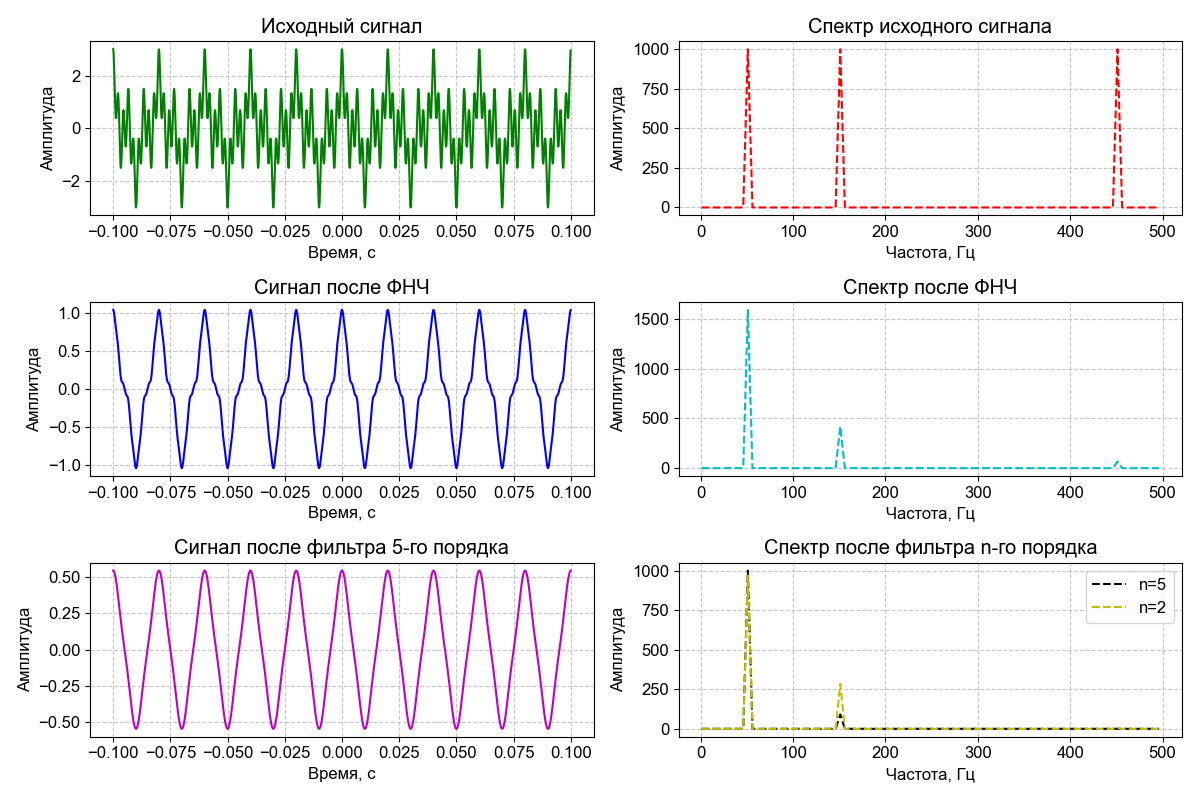 Исходный сигнал
Амплитуда
2
0
−2
−0.100 −0.075 −0.050 −0.025 0.000 0.025 0.050 0.075 0.100
Время, с
Спектр исходного сигнала
Амплитуда
1000
750
500
250
0
0 100 200 300 400 500
Частота, Гц
Сигнал после ФНЧ
Амплитуда
1.0
0.5
0.0
−0.5
−1.0
−0.100 −0.075 −0.050 −0.025 0.000 0.025 0.050 0.075 0.100
Время, с
Спектр после ФНЧ
Амплитуда
1500
1000
500
0
0 100 200 300 400 500
Частота, Гц
Сигнал после фильтра 5-го порядка
Амплитуда
0.50
0.25
0.00
−0.25
−0.50
−0.100 −0.075 −0.050 −0.025 0.000 0.025 0.050 0.075 0.100
Время, с
Спектр после фильтра n-го порядка
Амплитуда
1000
750
500
250
0
n=5
n=2
0 100 200 300 400 500
Частота, Гц